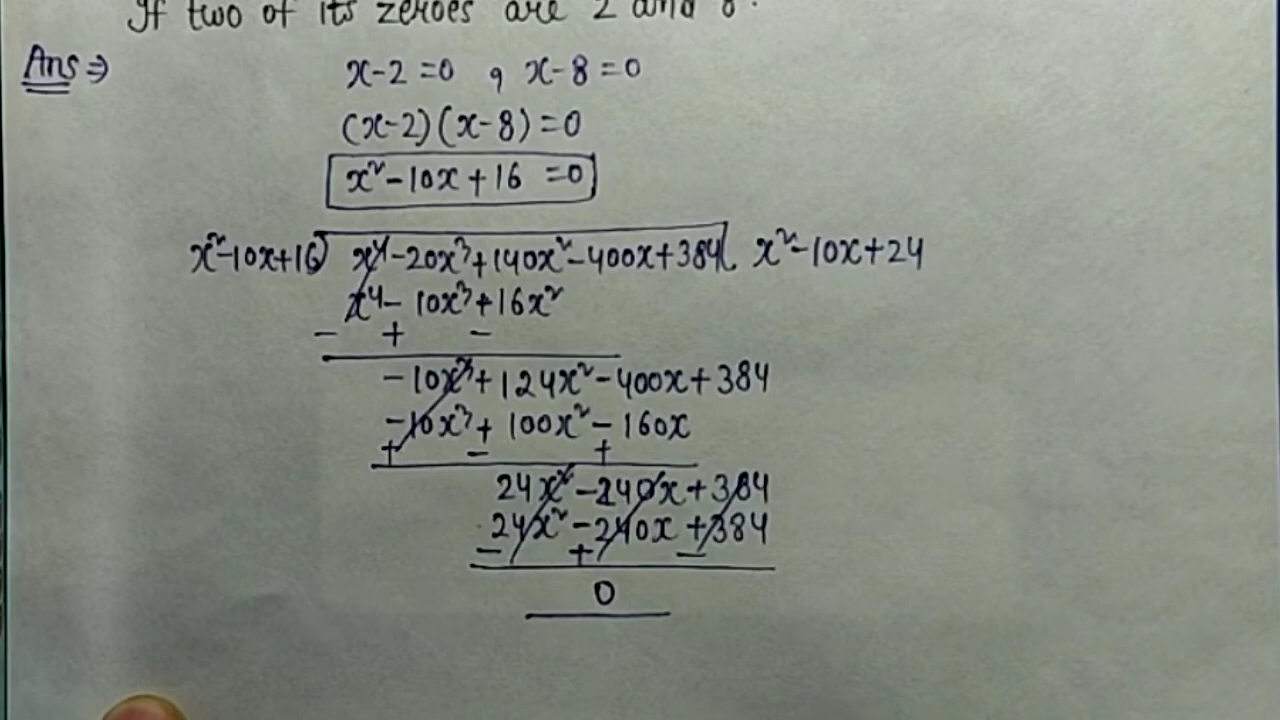 If two of its zeroes are 2 and 8.
Ans ⇒ x-2 =0 , x-8 =0
(x-2)(x-8) =0
x²-10x+16 =0
x²-10x+16) x⁴-20x³+140x²-400x+384( x²-10x+24
x⁴- 10x³+16x²
- + -
-10x³+124x²-400x+384
-10x³+ 100x²- 160x
+ - +
24x²-240x+384
24x²-240x+384
- + -
0